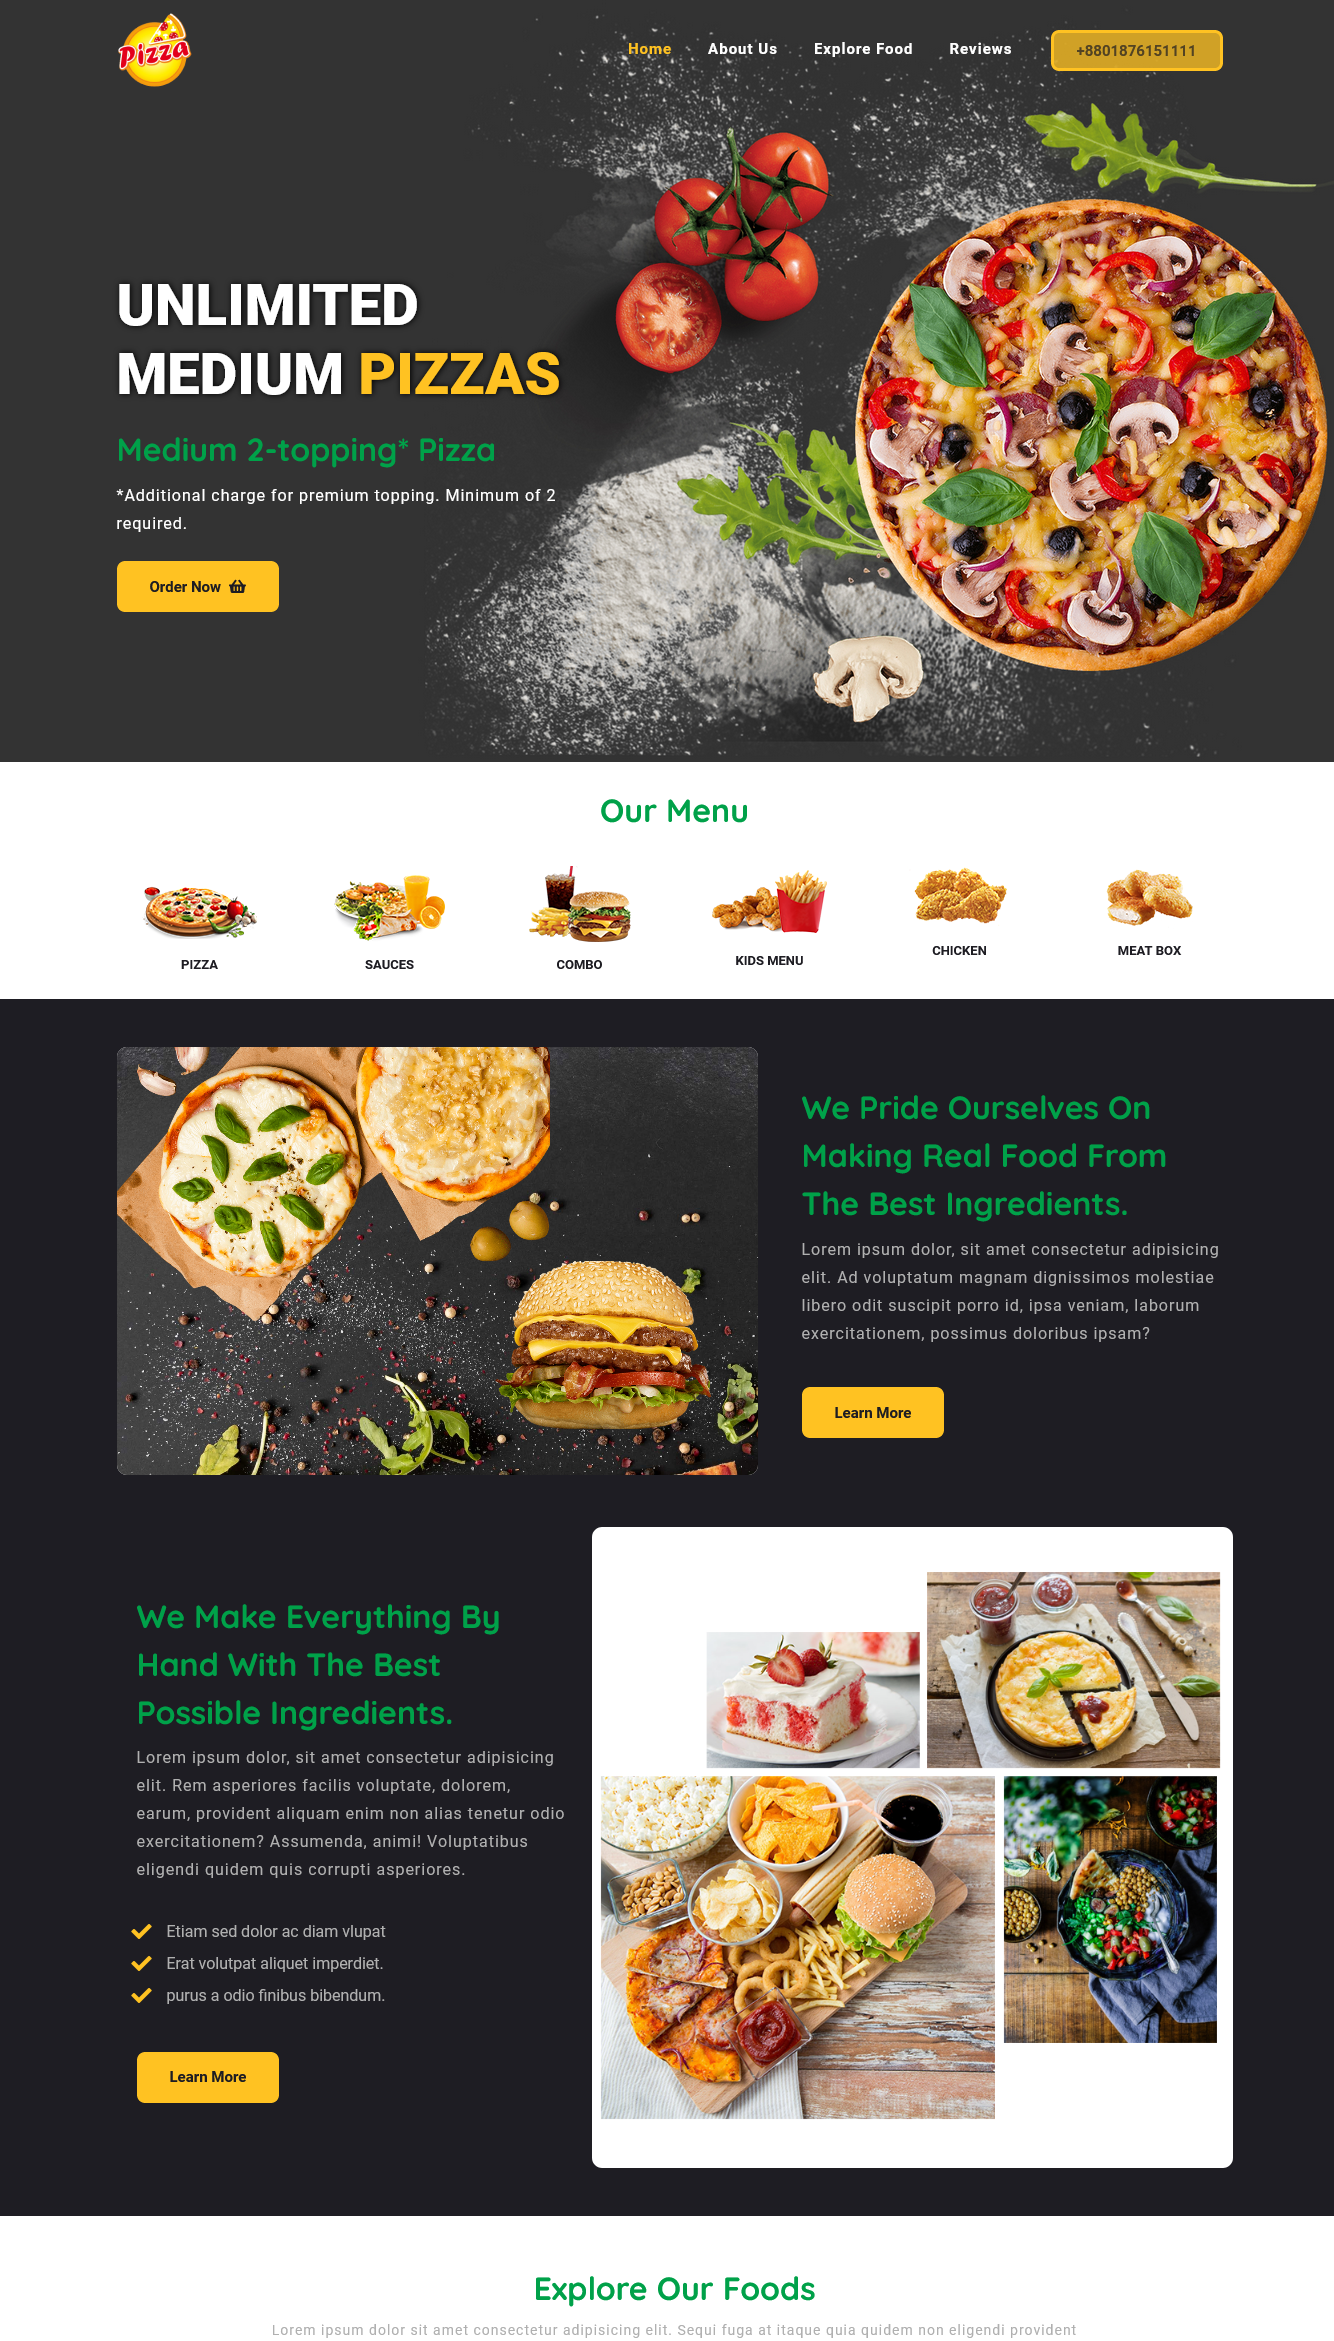 Pizza
Home About Us Explore Food Reviews +8801876151111
UNLIMITED
MEDIUM PIZZAS
Medium 2-topping* Pizza
*Additional charge for premium topping. Minimum of 2
required.
Order Now
Our Menu
PIZZA SAUCES COMBO KIDS MENU CHICKEN MEAT BOX
We Pride Ourselves On
Making Real Food From
The Best Ingredients.
Lorem ipsum dolor, sit amet consectetur adipisicing
elit. Ad voluptatum magnam dignissimos molestiae
libero odit suscipit porro id, ipsa veniam, laborum
exercitationem, possimus doloribus ipsam?
Learn More
We Make Everything By
Hand With The Best
Possible Ingredients.
Lorem ipsum dolor, sit amet consectetur adipisicing
elit. Rem asperiores facilis voluptate, dolorem,
earum, provident aliquam enim non alias tenetur odio
exercitationem? Assumenda, animi! Voluptatibus
eligendi quidem quis corrupti asperiores.
Etiam sed dolor ac diam vlupat
Erat volutpat aliquet imperdiet.
purus a odio finibus bibendum.
Learn More
Explore Our Foods
Lorem ipsum dolor sit amet consectetur adipisicing elit. Sequi fuga at itaque quia quidem non eligendi provident